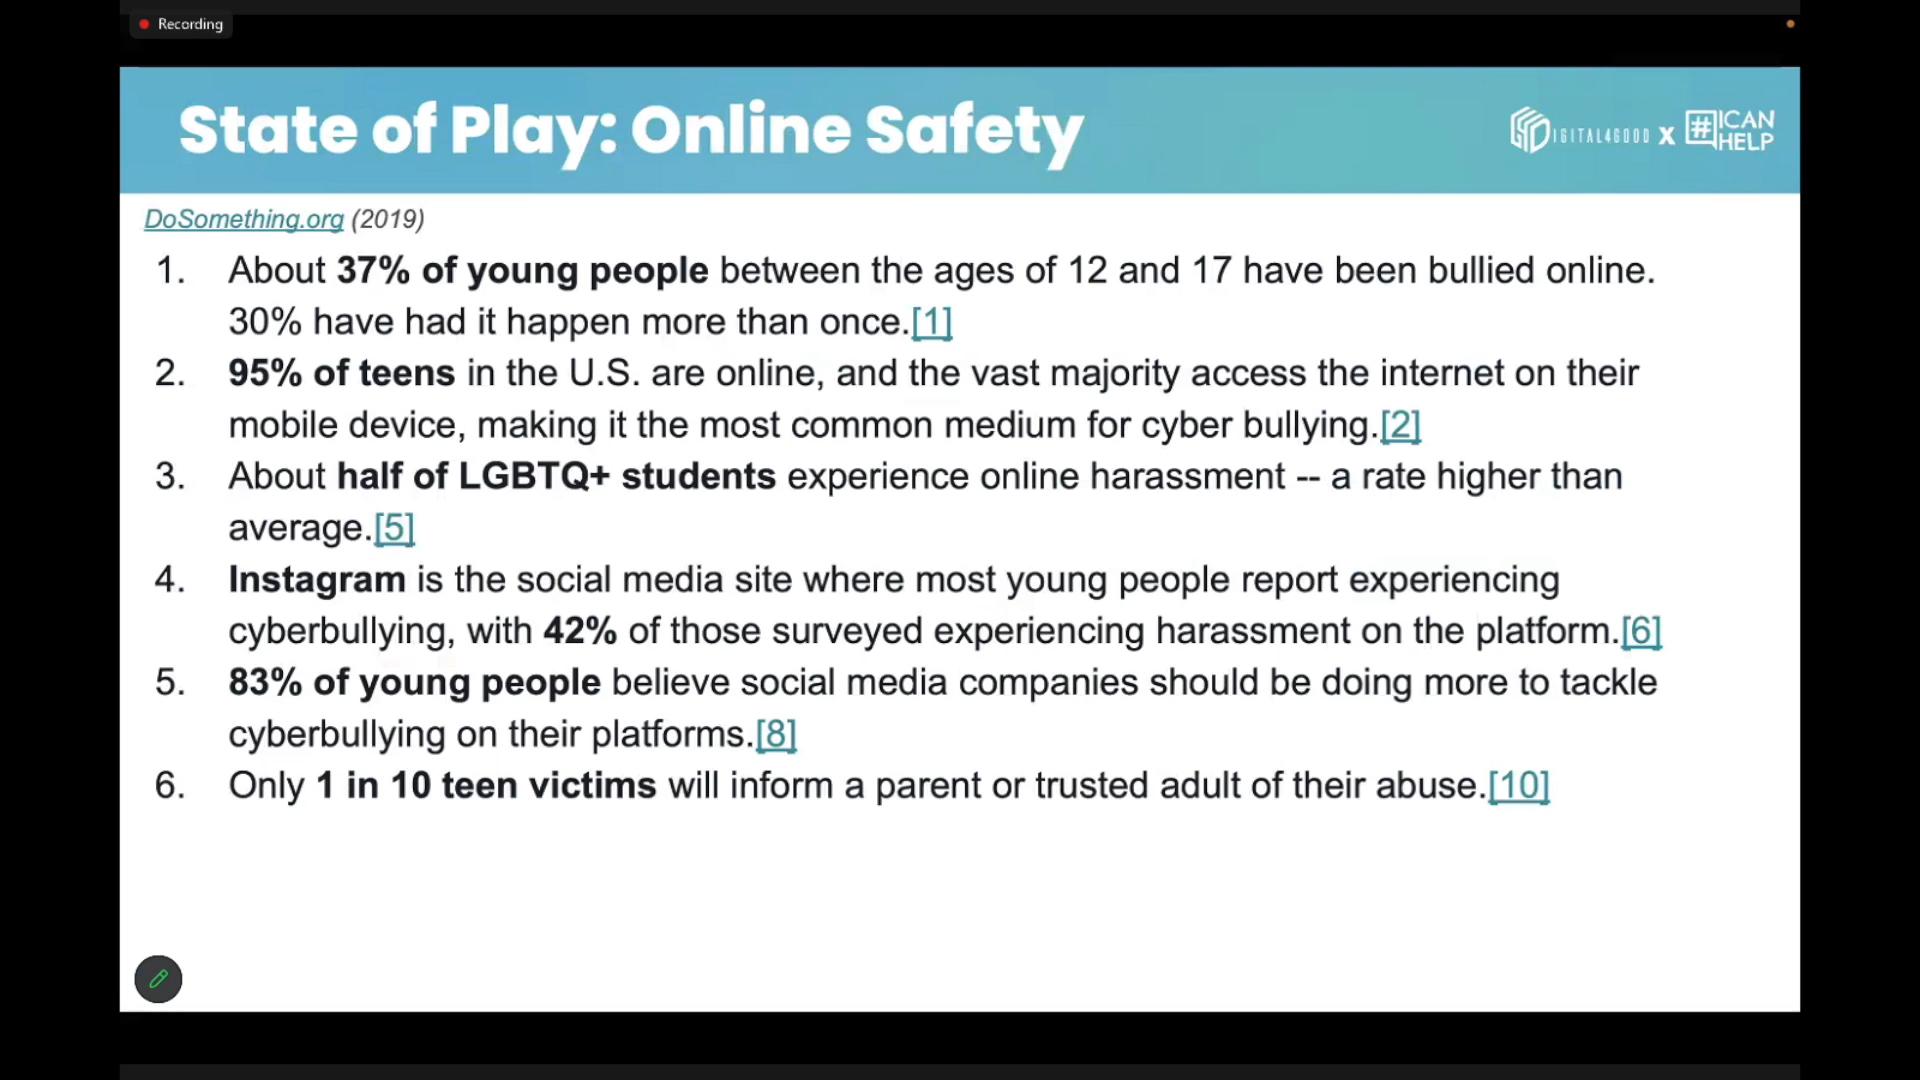 Recording
State of Play: Online Safety
DIGITAL4GOOD x #ICANHELP
DoSomething.org (2019)
1. About 37% of young people between the ages of 12 and 17 have been bullied online.
30% have had it happen more than once.[1]
2. 95% of teens in the U.S. are online, and the vast majority access the internet on their
mobile device, making it the most common medium for cyber bullying.[2]
3. About half of LGBTQ+ students experience online harassment -- a rate higher than
average.[5]
4. Instagram is the social media site where most young people report experiencing
cyberbullying, with 42% of those surveyed experiencing harassment on the platform.[6]
5. 83% of young people believe social media companies should be doing more to tackle
cyberbullying on their platforms.[8]
6. Only 1 in 10 teen victims will inform a parent or trusted adult of their abuse.[10]